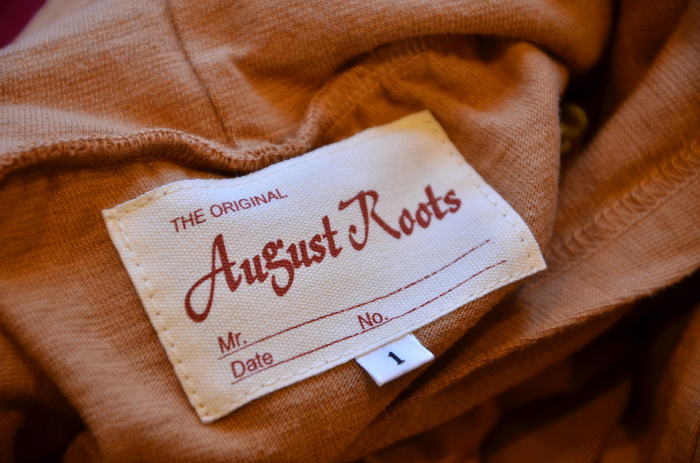 THE ORIGINAL
August Roots
Mr.
No.
Date
1